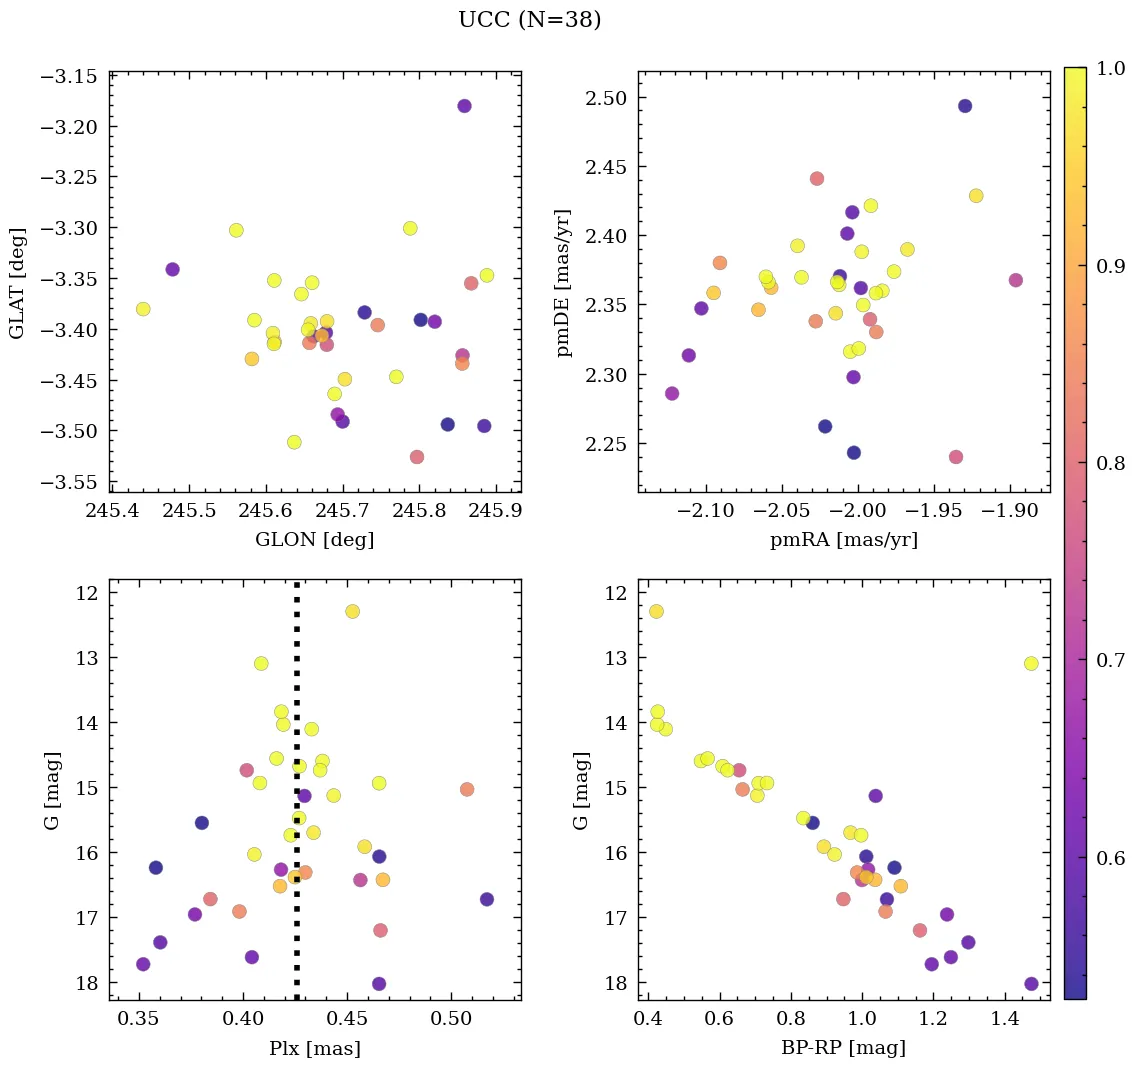 UCC (N=38)
−3.15
−3.20
−3.25
−3.30
−3.35
−3.40
−3.45
−3.50
−3.55
GLAT [deg]
245.4 245.5 245.6 245.7 245.8 245.9
GLON [deg]
2.50
2.45
2.40
2.35
2.30
2.25
pmDE [mas/yr]
−2.10 −2.05 −2.00 −1.95 −1.90
pmRA [mas/yr]
12
13
14
15
16
17
18
G [mag]
0.35 0.40 0.45 0.50
Plx [mas]
12
13
14
15
16
17
18
G [mag]
0.4 0.6 0.8 1.0 1.2 1.4
BP-RP [mag]
1.0
0.9
0.8
0.7
0.6